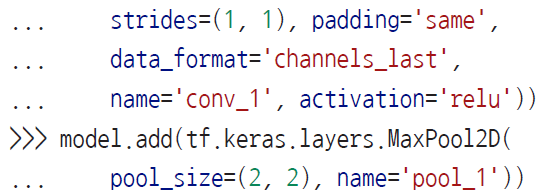 ...     strides=(1, 1), padding='same',
...     data_format='channels_last',
...     name='conv_1', activation='relu'))
>>> model.add(tf.keras.layers.MaxPool2D(
...     pool_size=(2, 2), name='pool_1'))